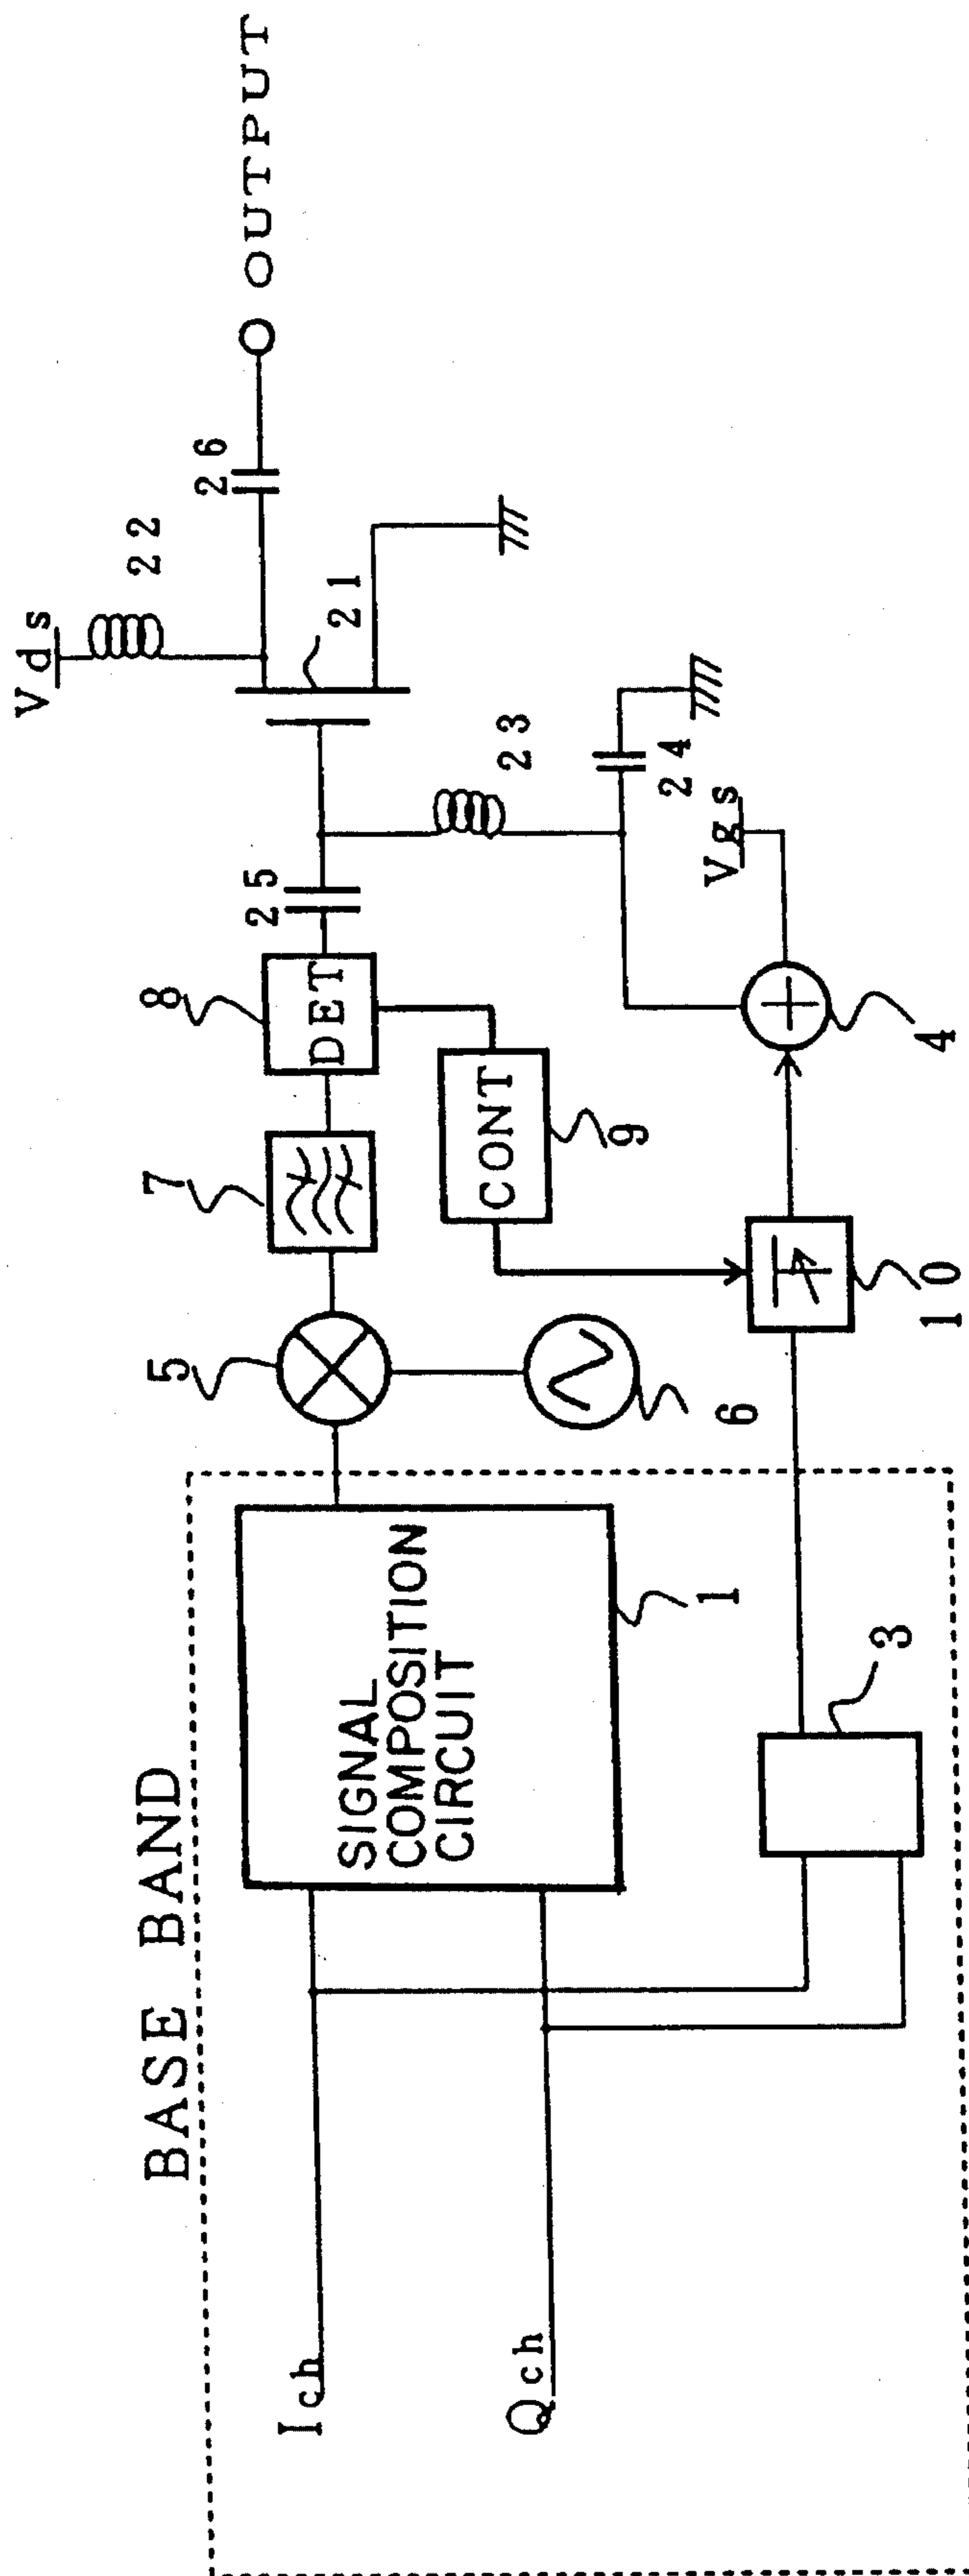 BASE BAND
Ich
Qch
SIGNAL
COMPOSITION
CIRCUIT
1
3
5
6
7
8
DET
CONT
9
10
4
25
23
24
Vgs
Vds
22
21
26
OUTPUT